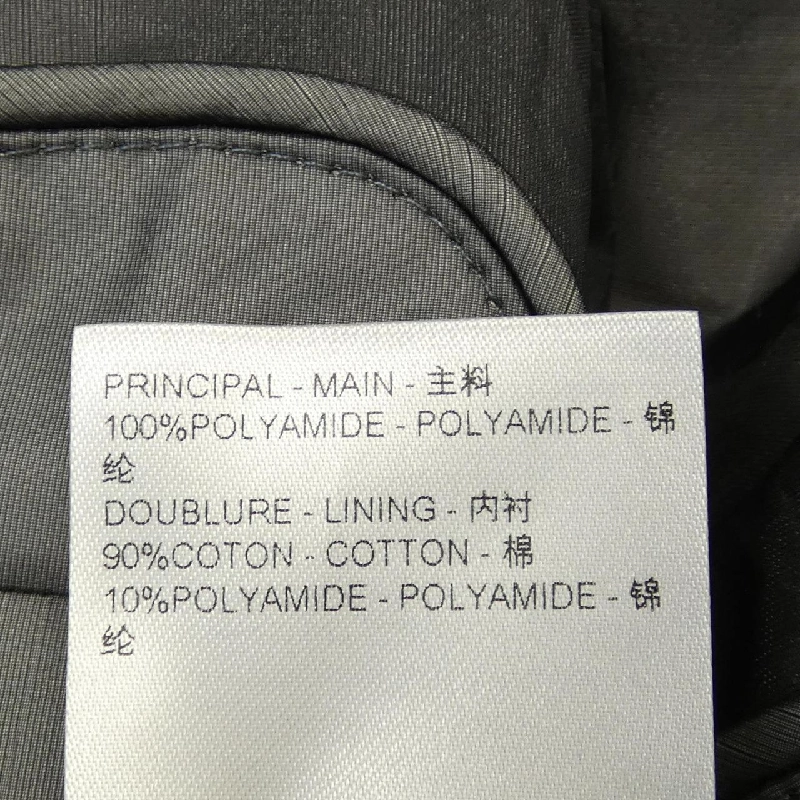 PRINCIPAL - MAIN - 主料
100%POLYAMIDE - POLYAMIDE - 锦
纶
DOUBLURE - LINING - 内衬
90%COTON - COTTON - 棉
10%POLYAMIDE - POLYAMIDE - 锦
纶